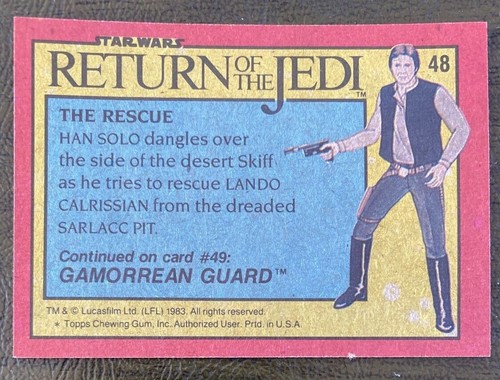 STAR WARS
RETURN OF THE JEDI™
48
THE RESCUE
HAN SOLO dangles over
the side of the desert Skiff
as he tries to rescue LANDO
CALRISSIAN from the dreaded
SARLACC PIT.
Continued on card #49:
GAMORREAN GUARD™
TM & © Lucasfilm Ltd. (LFL) 1983. All rights reserved.
* Topps Chewing Gum, Inc. Authorized User. Prtd. in U.S.A.